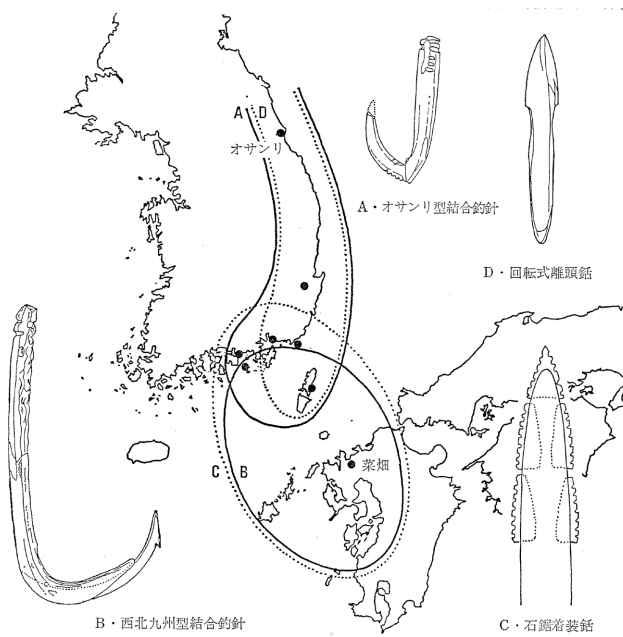 A D
オサンリ
A・オサンリ型結合釣針
D・回転式離頭銛
C B
菜畑
B・西北九州型結合釣針
C・石鋸着装銛